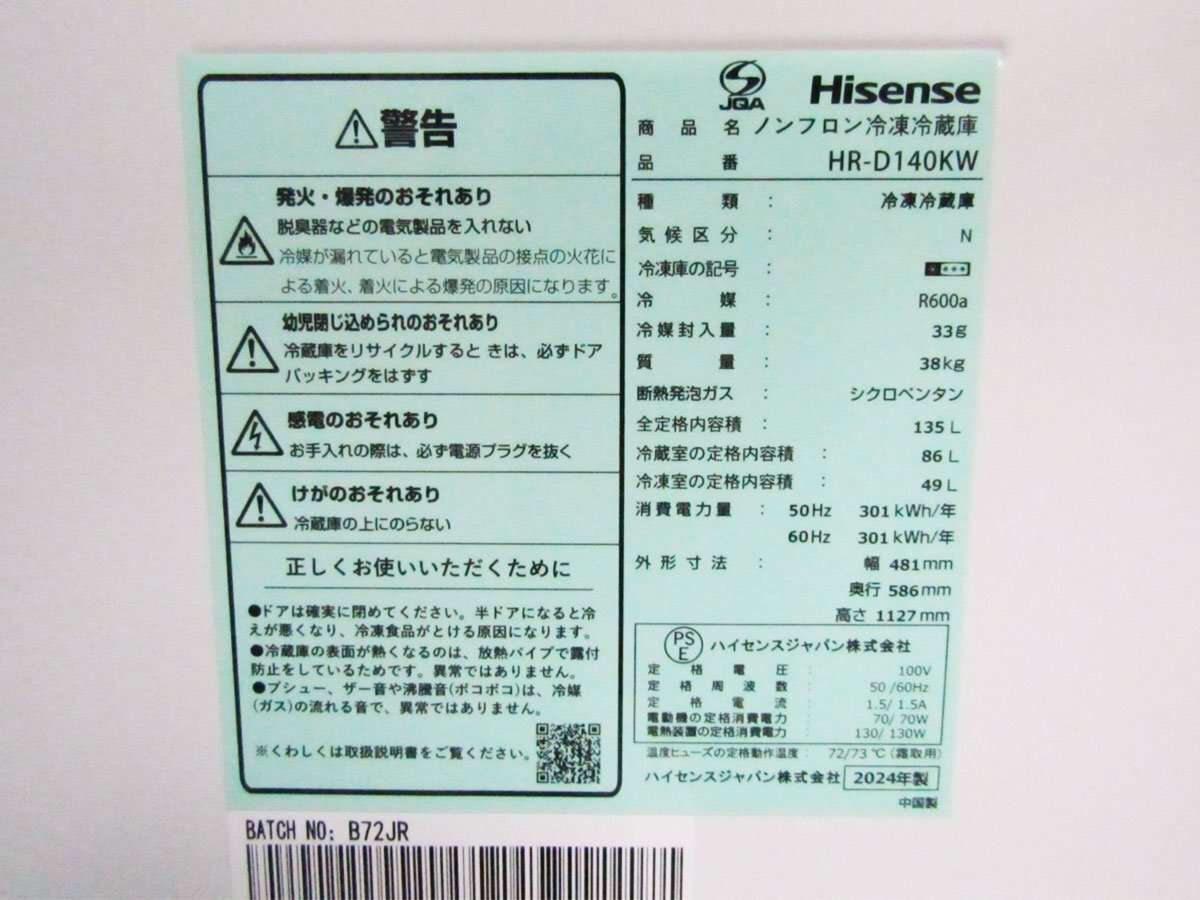 ⚠警告
発火・爆発のおそれあり
脱臭器などの電気製品を入れない
冷媒が漏れていると電気製品の接点の火花に
よる着火、着火による爆発の原因になります。
幼児閉じ込められのおそれあり
冷蔵庫をリサイクルすると きは、必ずドア
パッキングをはずす
感電のおそれあり
お手入れの際は、必ず電源プラグを抜く
けがのおそれあり
冷蔵庫の上にのらない
正しくお使いいただくために
●ドアは確実に閉めてください。半ドアになると冷
えが悪くなり、冷凍食品がとける原因になります。
●冷蔵庫の表面が熱くなるのは、放熱パイプで露付
防止をしているためです。異常ではありません。
●プシュー、ザー音や沸騰音(ボコボコ)は、冷媒
(ガス)の流れる音で、異常ではありません。
※くわしくは取扱説明書をご覧ください。
JQA Hisense
商品名 ノンフロン冷凍冷蔵庫
品番 HR-D140KW
種類: 冷凍冷蔵庫
気候区分: N
冷凍庫の記号:
冷媒: R600a
冷媒封入量: 33g
質量: 38kg
断熱発泡ガス: シクロペンタン
全定格内容積: 135 L
冷蔵室の定格内容積: 86 L
冷凍室の定格内容積: 49 L
消費電力量: 50Hz 301kWh/年
60Hz 301kWh/年
外形寸法: 幅 481mm
奥行 586mm
高さ 1127mm
PSE ハイセンスジャパン株式会社
定格電圧: 100V
定格周波数: 50/60Hz
定格電流: 1.5/ 1.5A
電動機の定格消費電力: 70/ 70W
電熱装置の定格消費電力: 130/ 130W
温度ヒューズの定格動作温度: 72/73 ℃(霜取用)
ハイセンスジャパン株式会社 2024年製
中国製
BATCH NO: B72JR